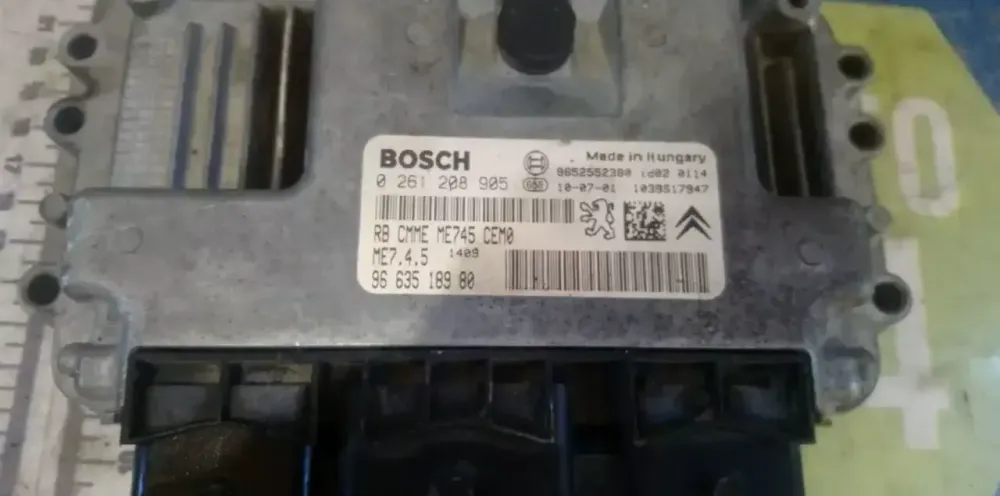 BOSCH
Made in Hungary
0 261 208 905
9652552380 id02 0114
10-07-01 1039S17947
RB CMME ME745 CEM0
ME7.4.5 1409
96 635 189 80